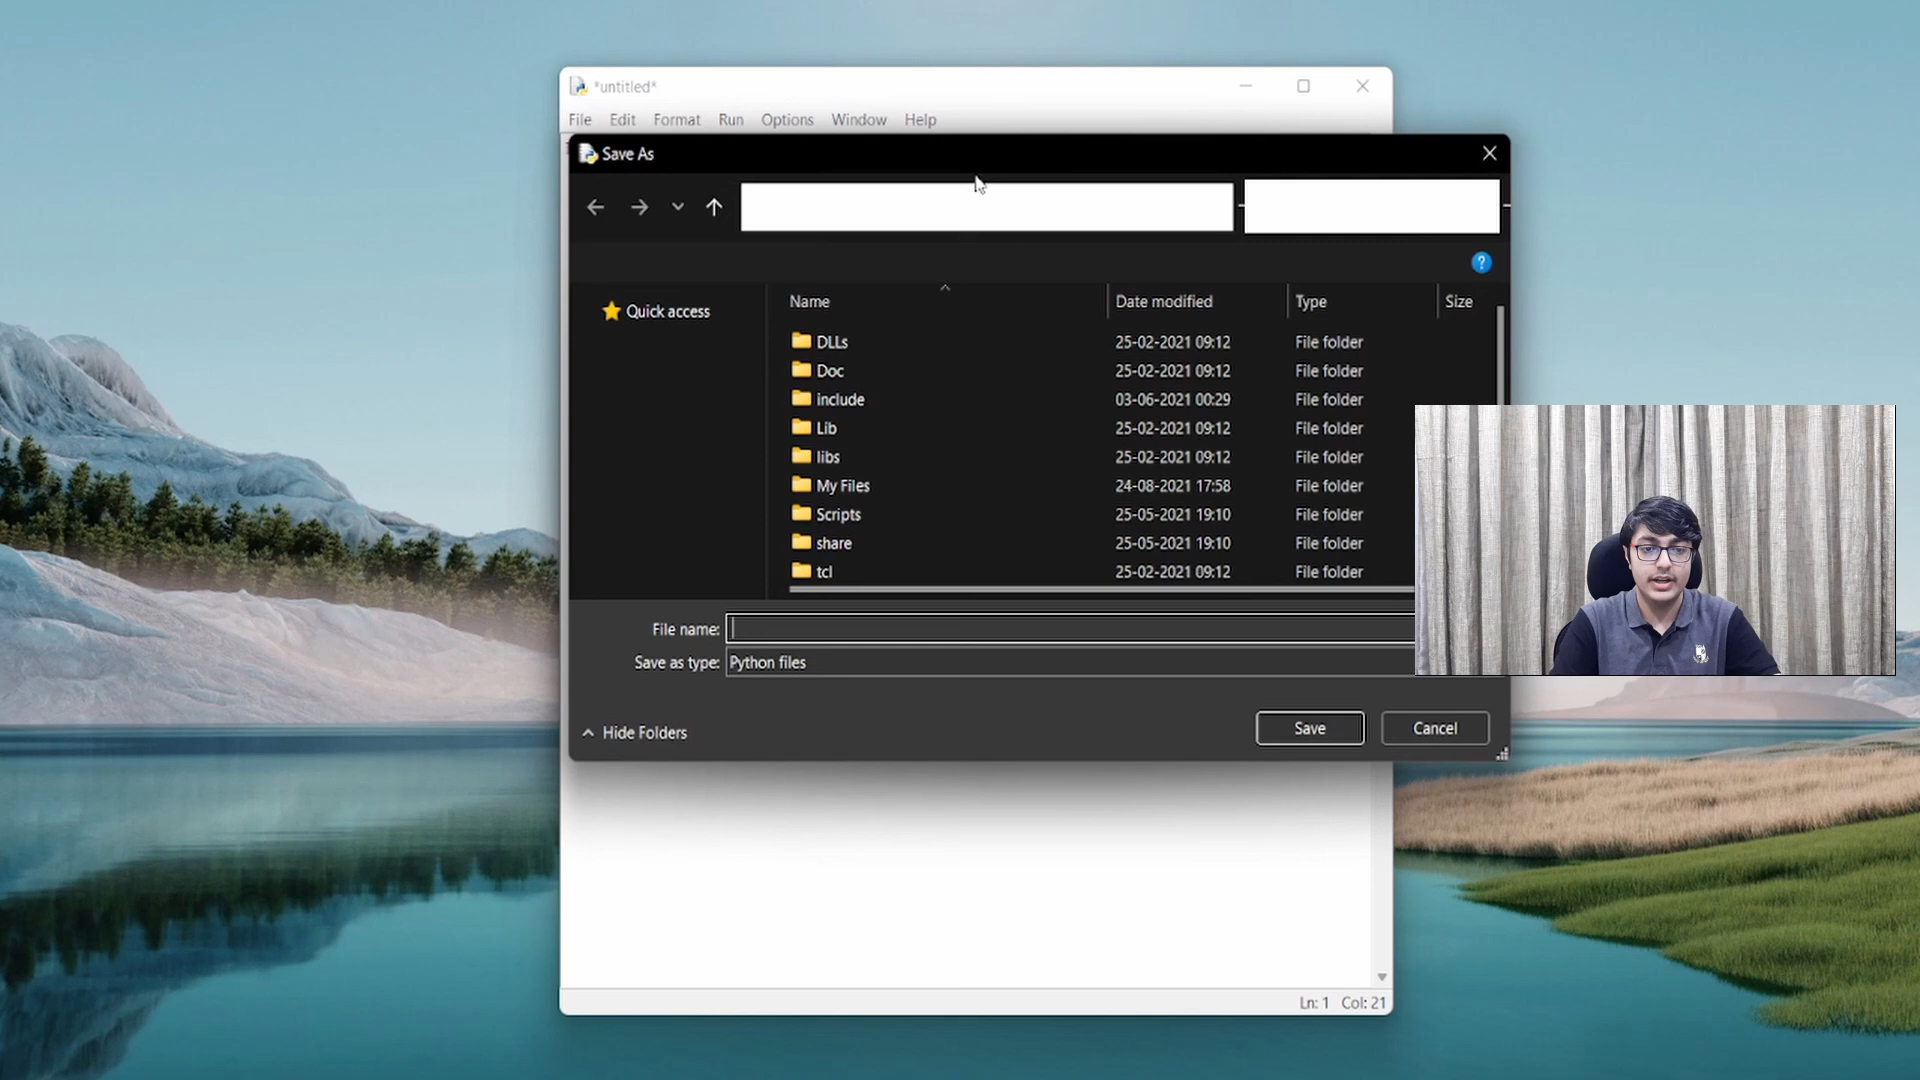 *untitled*
File Edit Format Run Options Window Help
Save As
?
Quick access
Name Date modified Type Size
DLLs 25-02-2021 09:12 File folder
Doc 25-02-2021 09:12 File folder
include 03-06-2021 00:29 File folder
Lib 25-02-2021 09:12 File folder
libs 25-02-2021 09:12 File folder
My Files 24-08-2021 17:58 File folder
Scripts 25-05-2021 19:10 File folder
share 25-05-2021 19:10 File folder
tcl 25-02-2021 09:12 File folder
File name:
Save as type: Python files
Hide Folders Save Cancel
Ln: 1 Col: 21